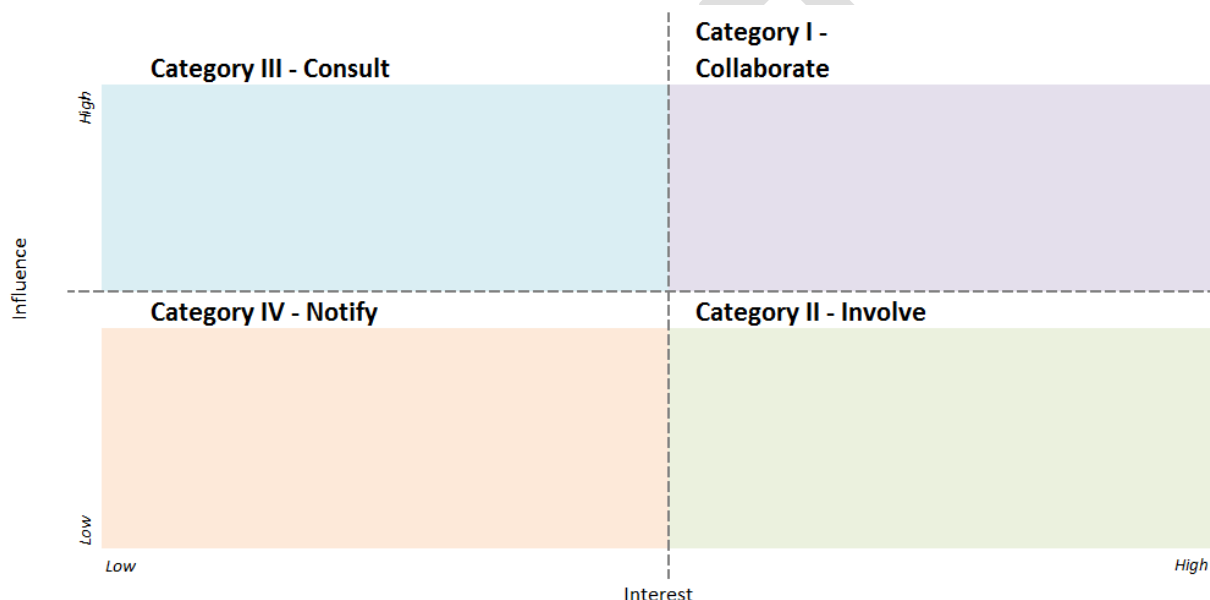 Category I -
Collaborate
Category III - Consult
High
Influence
Category IV - Notify
Category II - Involve
Low
Low
High
Interest